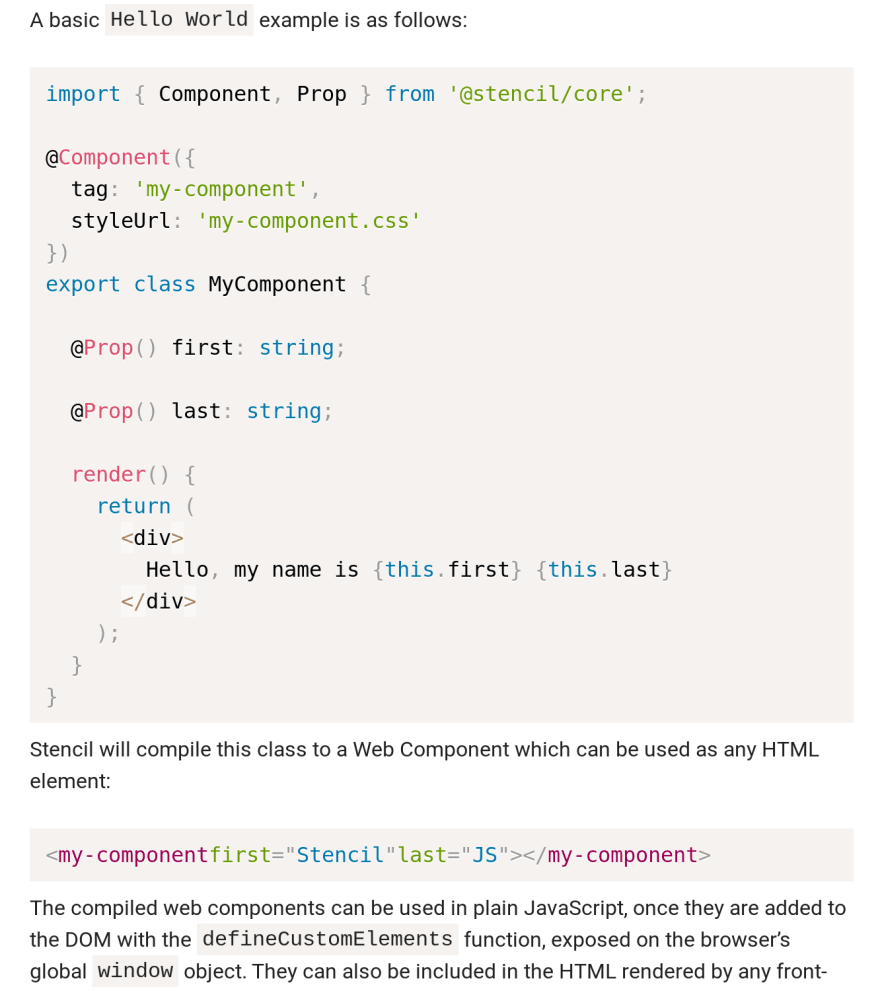 A basic Hello World example is as follows:
import { Component, Prop } from '@stencil/core';
@Component({
  tag: 'my-component',
  styleUrl: 'my-component.css'
})
export class MyComponent {
  @Prop() first: string;
  @Prop() last: string;
  render() {
    return (
      <div>
        Hello, my name is {this.first} {this.last}
      </div>
    );
  }
}
Stencil will compile this class to a Web Component which can be used as any HTML
element:
<my-componentfirst="Stencil"last="JS"></my-component>
The compiled web components can be used in plain JavaScript, once they are added to
the DOM with the defineCustomElements function, exposed on the browser’s
global window object. They can also be included in the HTML rendered by any front-